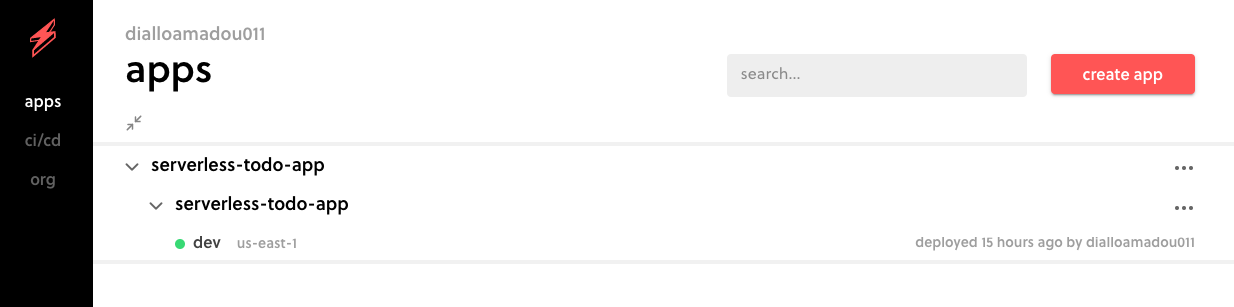 dialloamadou011
apps
search...
create app
apps
ci/cd
org
serverless-todo-app
serverless-todo-app
dev us-east-1
deployed 15 hours ago by dialloamadou011